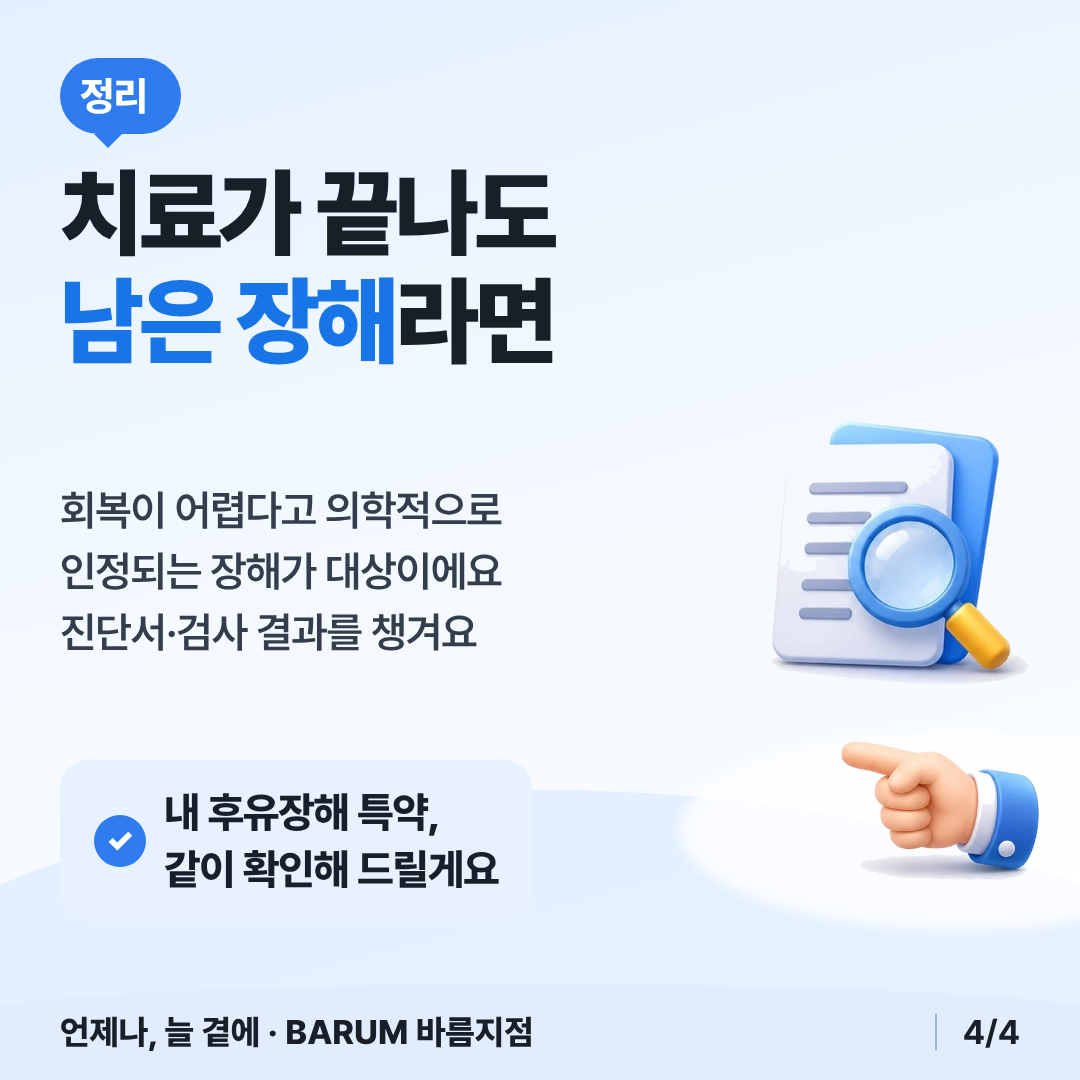 정리
치료가 끝나도
남은 장해라면
회복이 어렵다고 의학적으로
인정되는 장해가 대상이에요
진단서·검사 결과를 챙겨요
내 후유장해 특약,
같이 확인해 드릴게요
언제나, 늘 곁에 · BARUM 바름지점
4/4